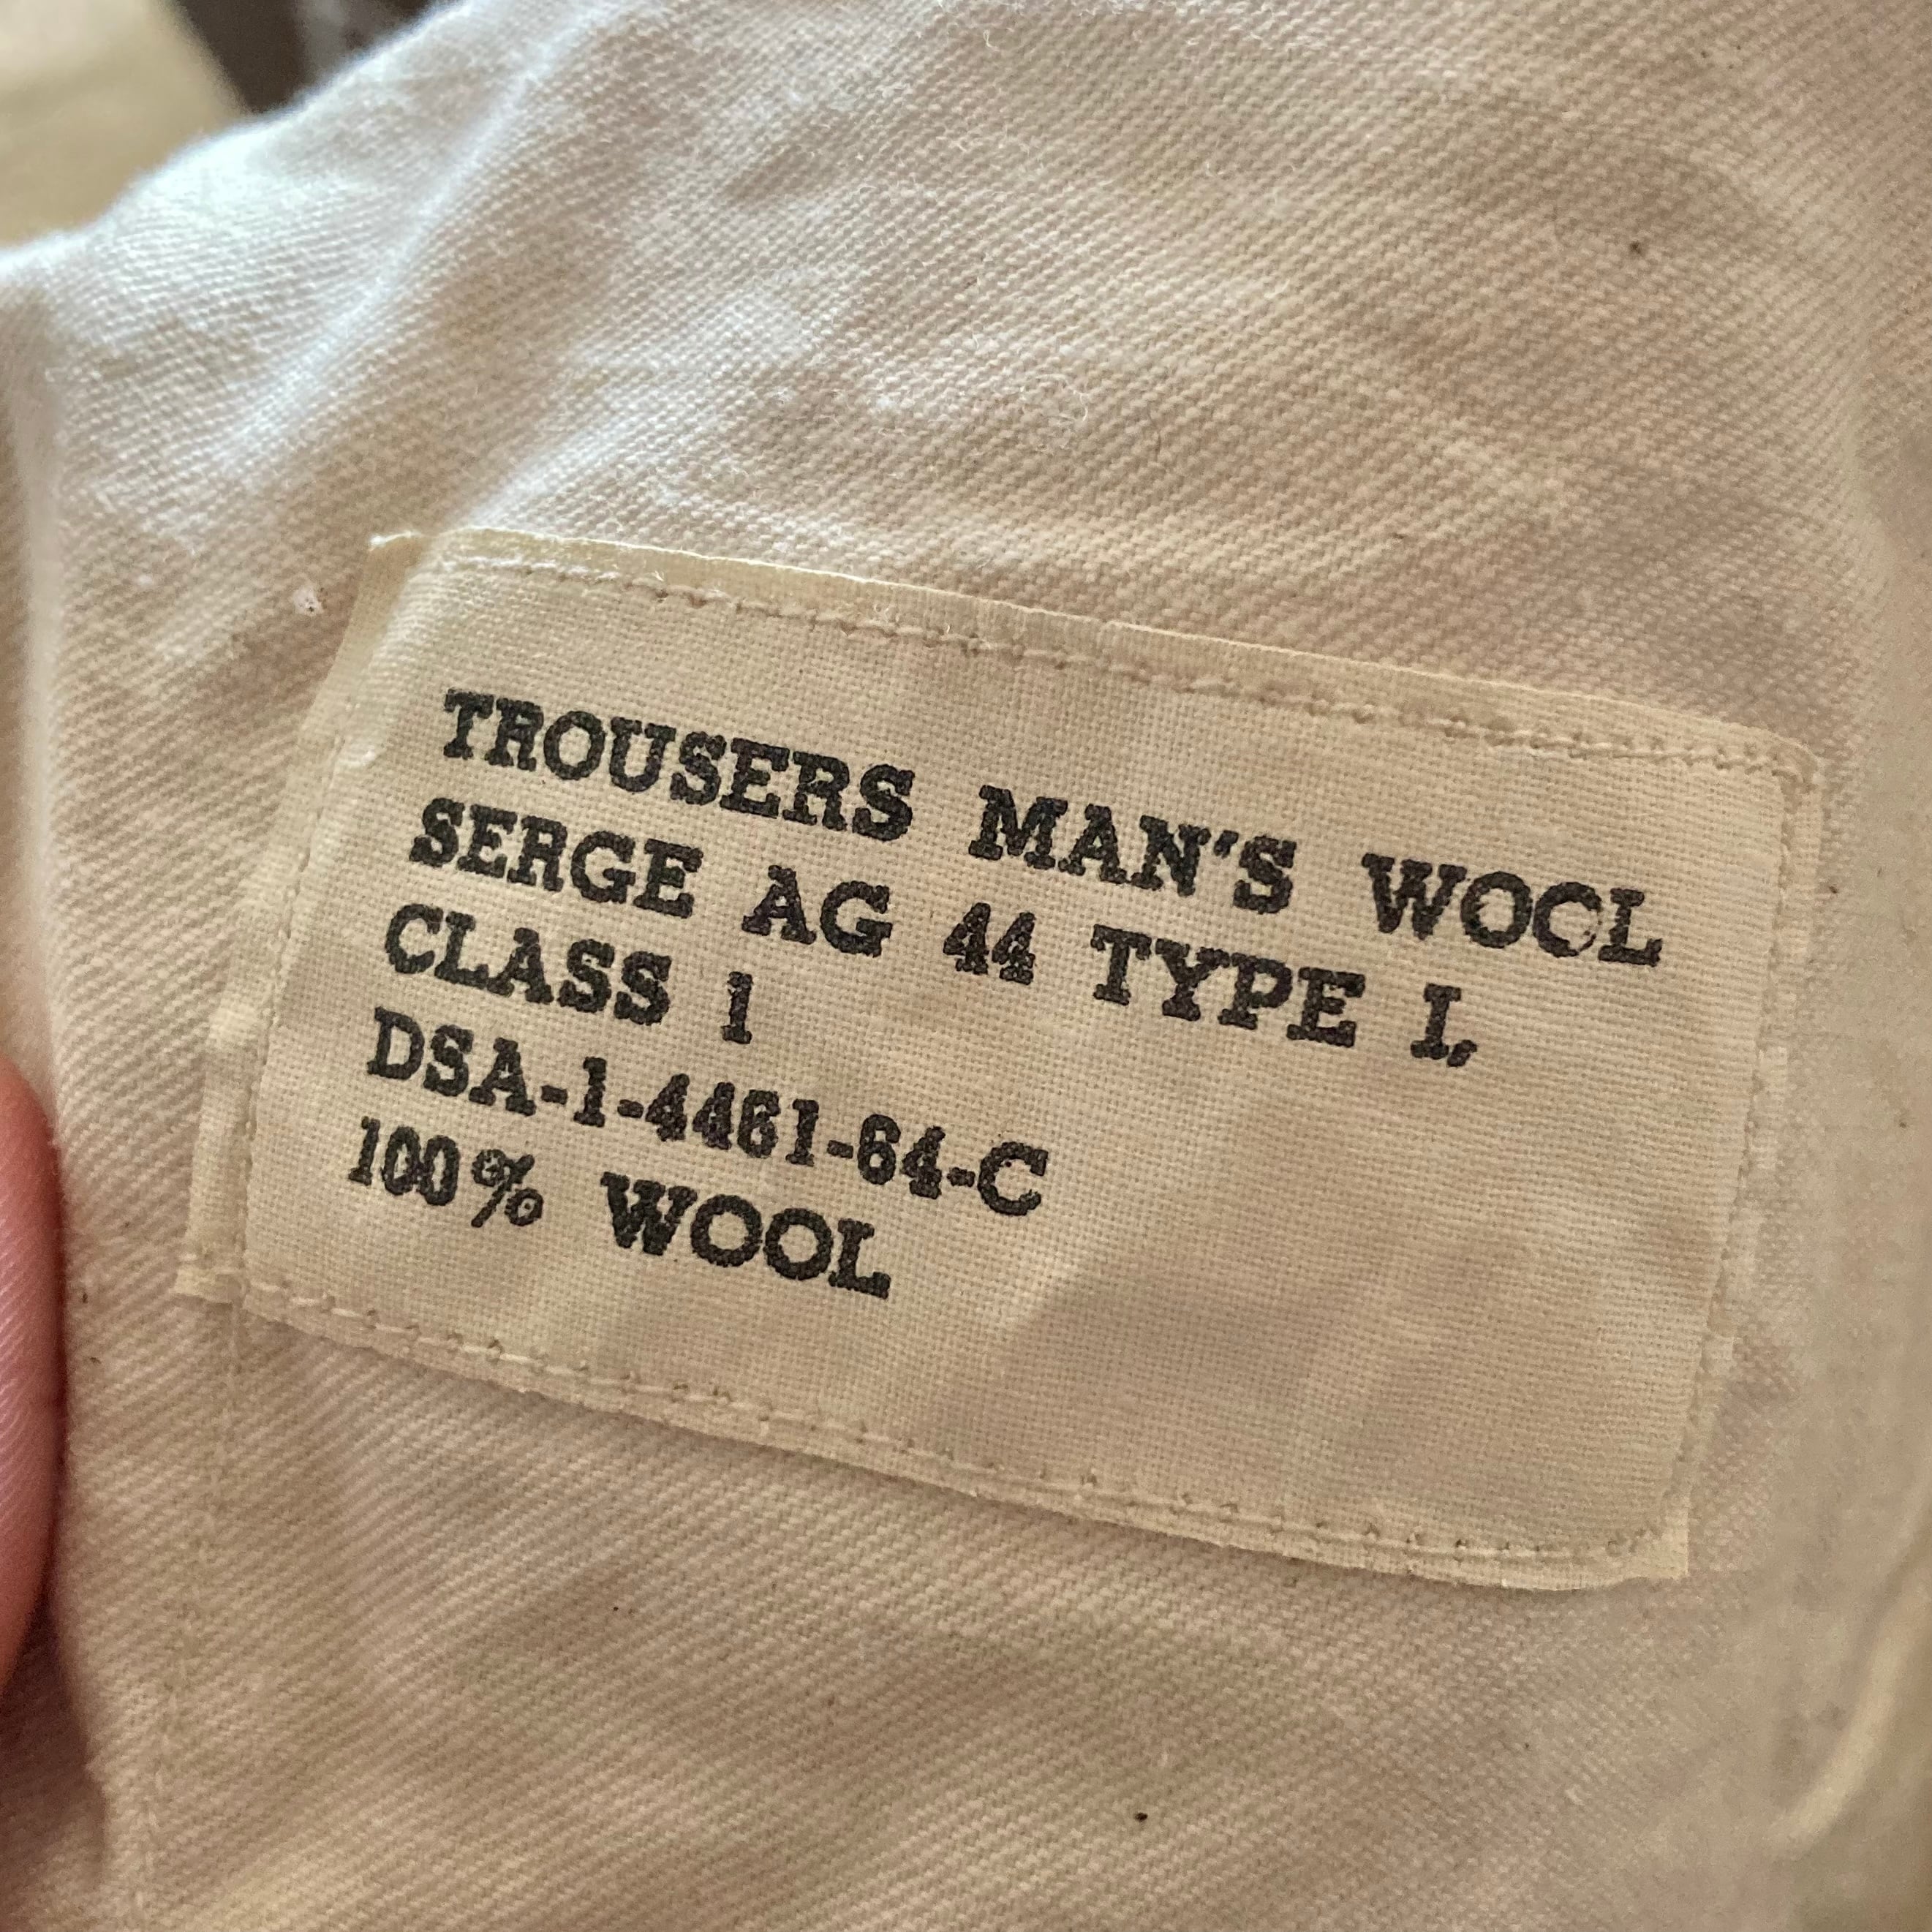 TROUSERS MAN'S WOOL
SERGE AG 44 TYPE I,
CLASS 1
DSA-1-4461-64-C
100% WOOL